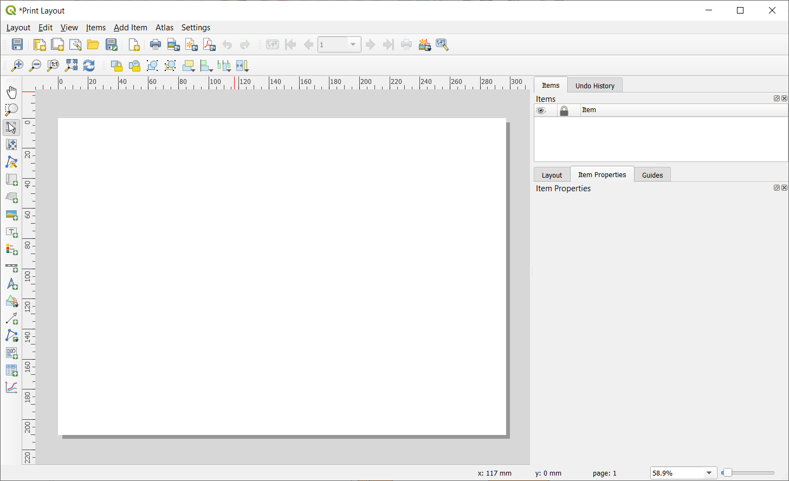 *Print Layout
Layout Edit View Items Add Item Atlas Settings
1
0 20 40 60 80 100 120 140 160 180 200 220 240 260 280 300
0
20
40
60
80
100
120
140
160
180
200
220
Items Undo History
Items
Item
Layout Item Properties Guides
Item Properties
x: 117 mm y: 0 mm page: 1 58.9%